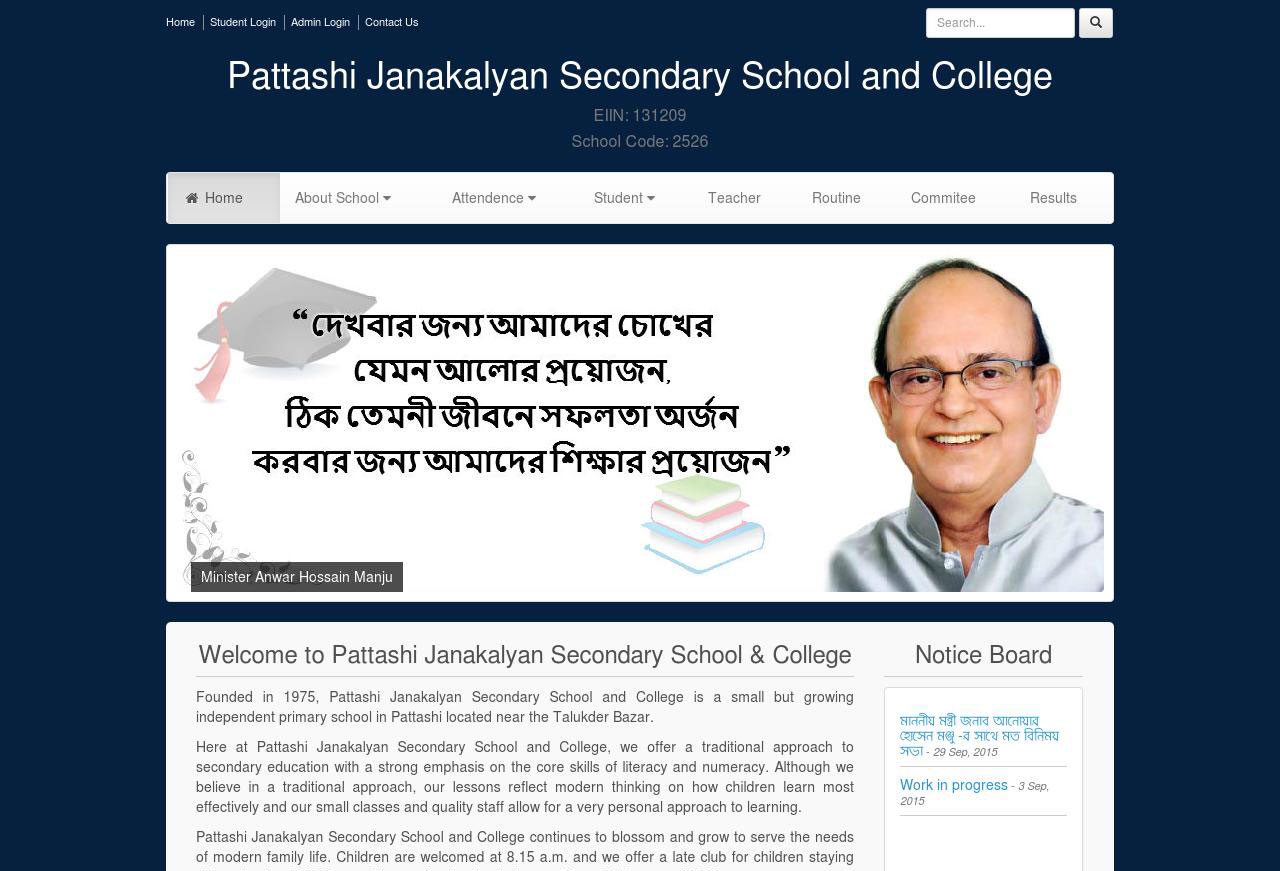 Home
Student Login
Admin Login
Contact Us
Search...
Pattashi Janakalyan Secondary School and College
EIIN: 131209
School Code: 2526
Home
About School
Attendence
Student
Teacher
Routine
Commitee
Results
“দেখবার জন্য আমাদের চোখের
যেমন আলোর প্রয়োজন,
ঠিক তেমনী জীবনে সফলতা অর্জন
করবার জন্য আমাদের শিক্ষার প্রয়োজন”
Minister Anwar Hossain Manju
Welcome to Pattashi Janakalyan Secondary School & College
Founded in 1975, Pattashi Janakalyan Secondary School and College is a small but growing
independent primary school in Pattashi located near the Talukder Bazar.
Here at Pattashi Janakalyan Secondary School and College, we offer a traditional approach to
secondary education with a strong emphasis on the core skills of literacy and numeracy. Although we
believe in a traditional approach, our lessons reflect modern thinking on how children learn most
effectively and our small classes and quality staff allow for a very personal approach to learning.
Pattashi Janakalyan Secondary School and College continues to blossom and grow to serve the needs
of modern family life. Children are welcomed at 8.15 a.m. and we offer a late club for children staying
Notice Board
মাননীয় মন্ত্রী জনাব আনোয়ার
হোসেন মঞ্জু -র সাথে মত বিনিময়
সভা - 29 Sep, 2015
Work in progress - 3 Sep,
2015